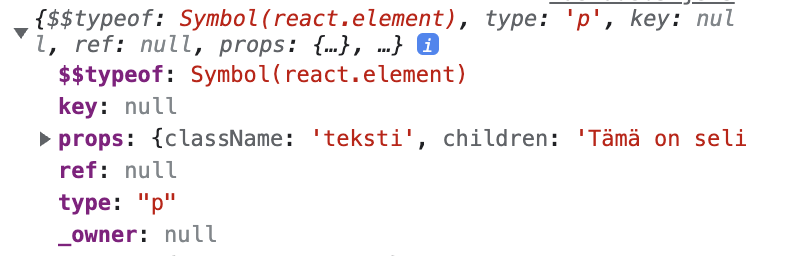 {$$typeof: Symbol(react.element), type: 'p', key: nul
l, ref: null, props: {…}, …} i
$$typeof: Symbol(react.element)
key: null
props: {className: 'teksti', children: 'Tämä on seli
ref: null
type: "p"
_owner: null